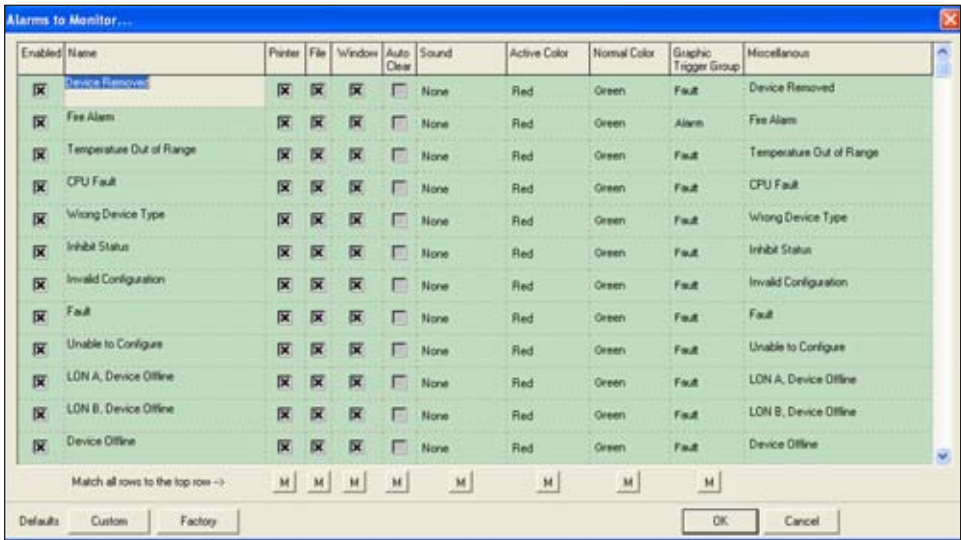 Alarms to Monitor...
Enabled Name Printer File Window Auto Clear Sound Active Color Normal Color Graphic Trigger Group Miscellanous
Device Removed None Red Green Fault Device Removed
Fire Alarm None Red Green Alarm Fire Alarm
Temperature Out of Range None Red Green Fault Temperature Out of Range
CPU Fault None Red Green Fault CPU Fault
Wrong Device Type None Red Green Fault Wrong Device Type
Inhibit Status None Red Green Fault Inhibit Status
Invalid Configuration None Red Green Fault Invalid Configuration
Fault None Red Green Fault Fault
Unable to Configure None Red Green Fault Unable to Configure
LON A, Device Offline None Red Green Fault LON A, Device Offline
LON B, Device Offline None Red Green Fault LON B, Device Offline
Device Offline None Red Green Fault Device Offline
Match all rows to the top row --> M M M M M M M M
Defaults Custom Factory OK Cancel